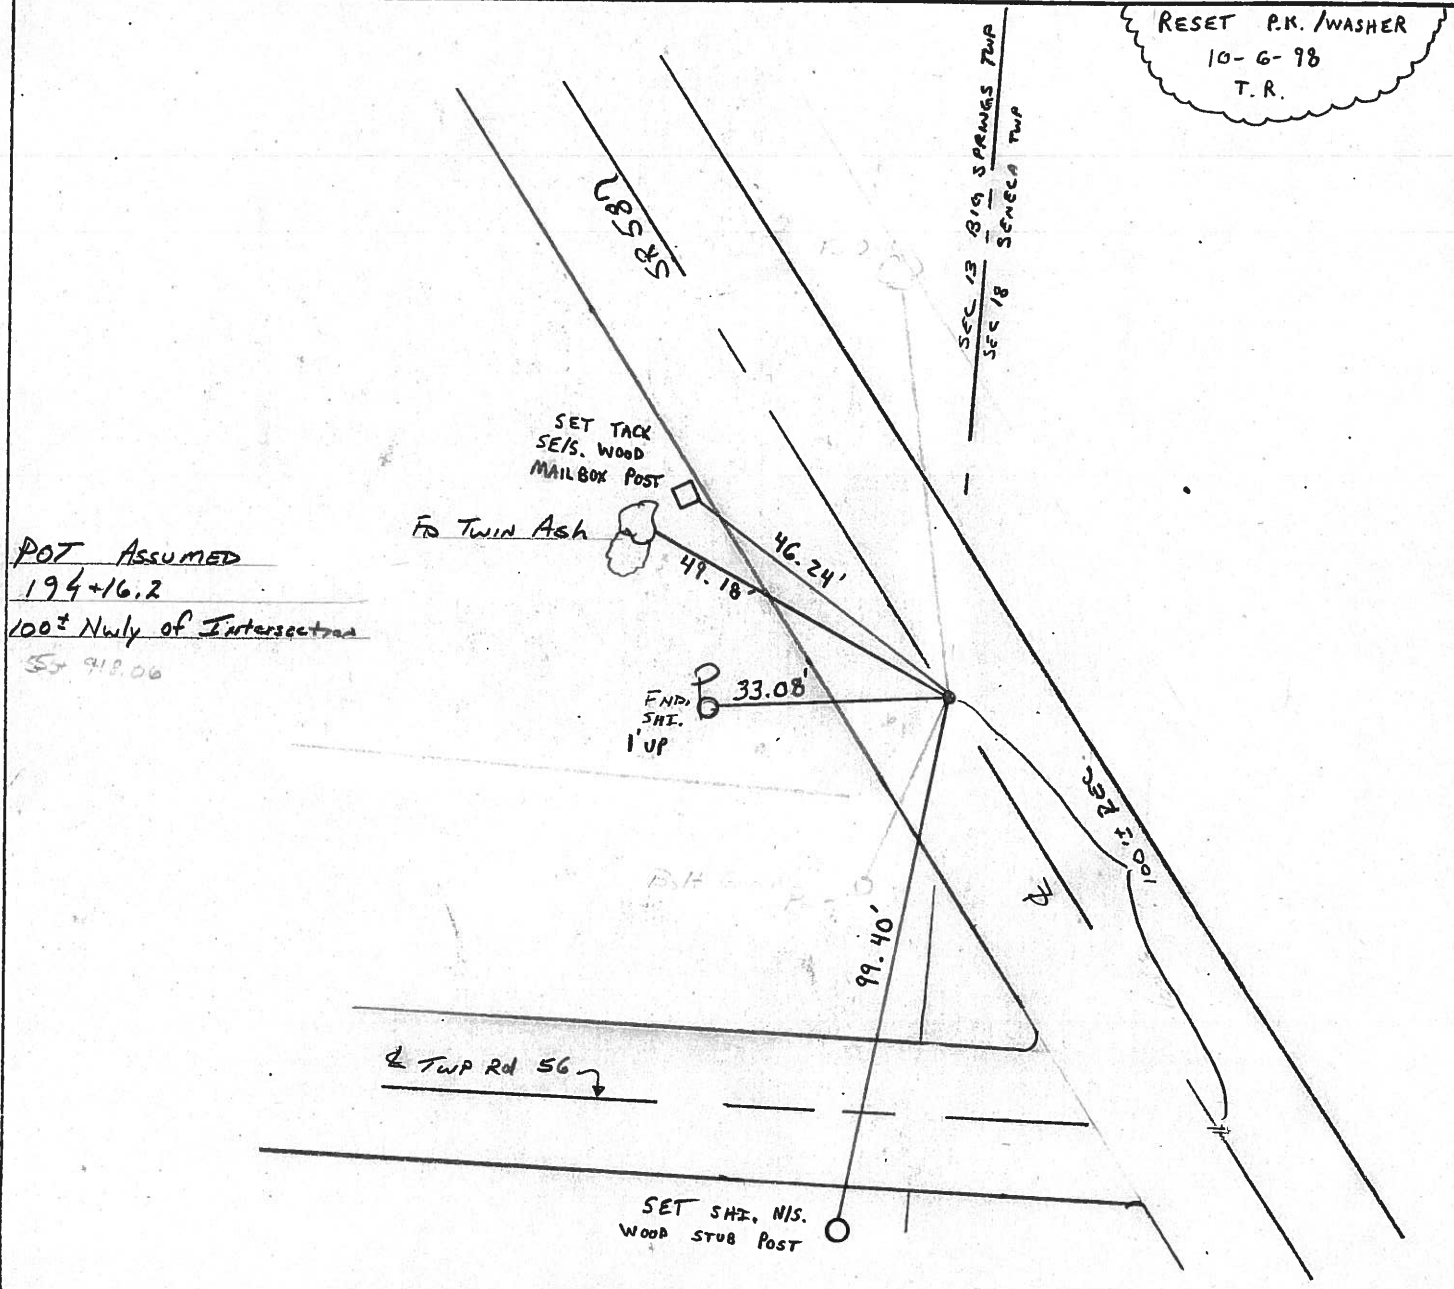 RESET P.K. /WASHER
10-6-98
T.R.
SEC 13 BIG SPRINGS TWP
SEC 18 SENECA TWP
SR 587
SET TACK
SE/S. WOOD
MAILBOX POST
FD TWIN ASh
46.24'
49.18'
POT ASSUMED
194+16.2
100± Nwly of Intersection
FND.
SHI.
1'UP
33.08'
100'± REC.
℄
99.40'
℄ TWP Rd 56
SET SHI. N/S.
WOOD STUB POST